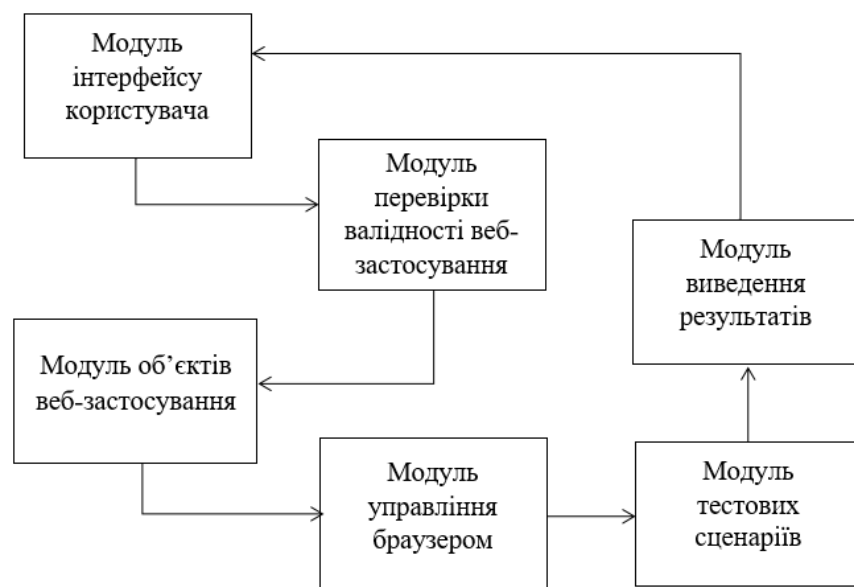 Модуль
інтерфейсу
користувача
Модуль
перевірки
валідності веб-
застосування
Модуль
виведення
результатів
Модуль об’єктів
веб-застосування
Модуль
управління
браузером
Модуль
тестових
сценаріїв